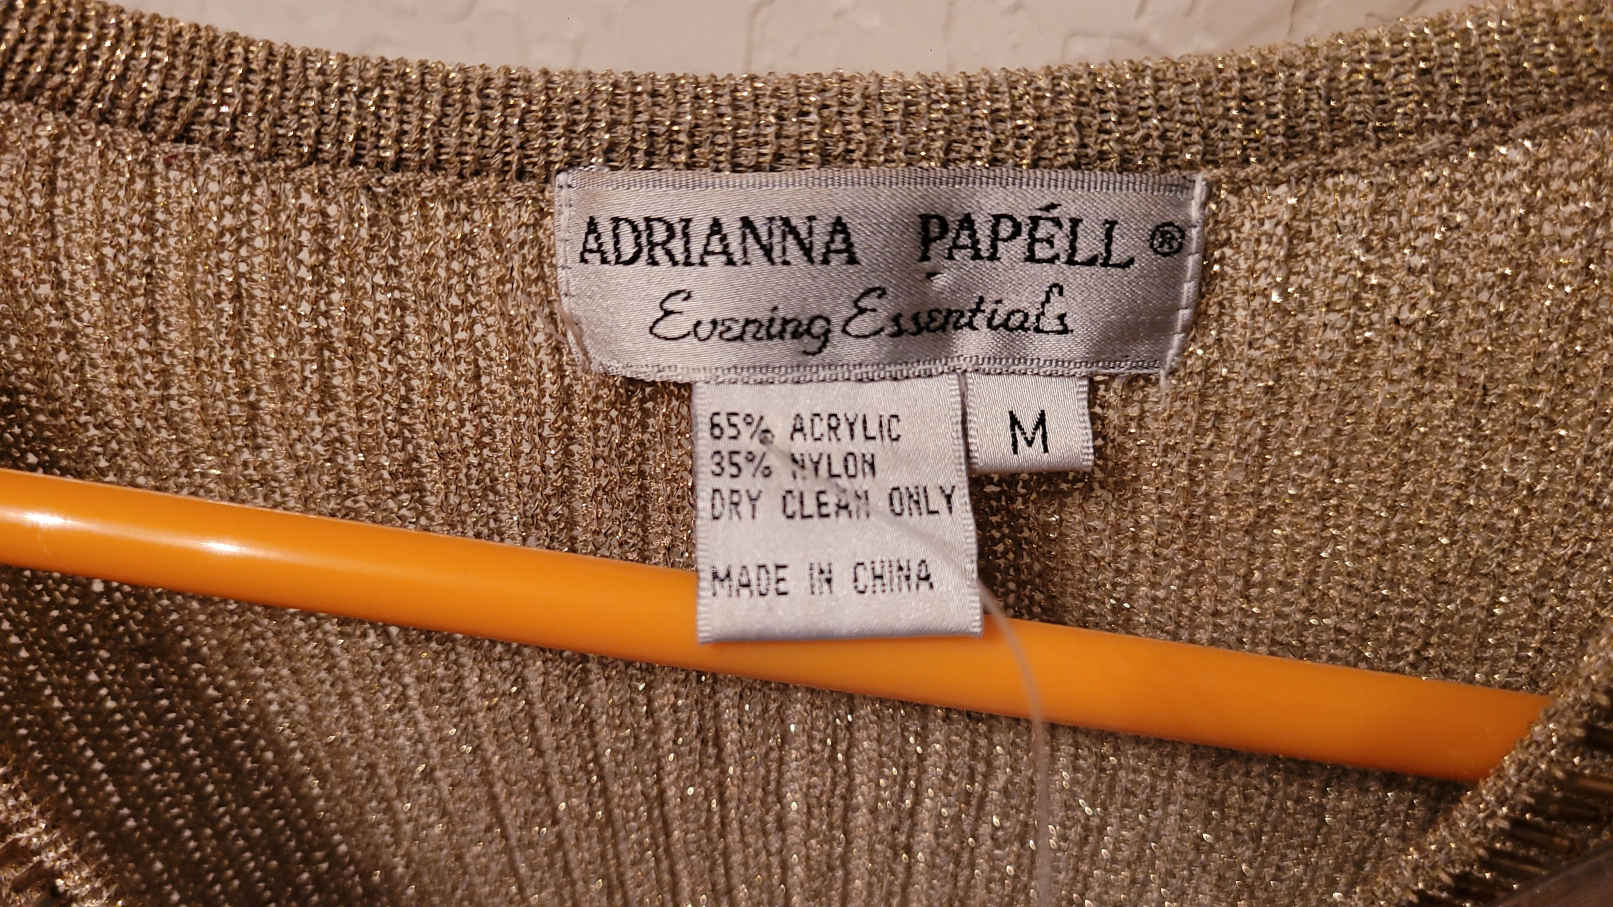 ADRIANNA PAPÉLL ®
Evening Essentials
65% ACRYLIC
35% NYLON
DRY CLEAN ONLY
MADE IN CHINA
M